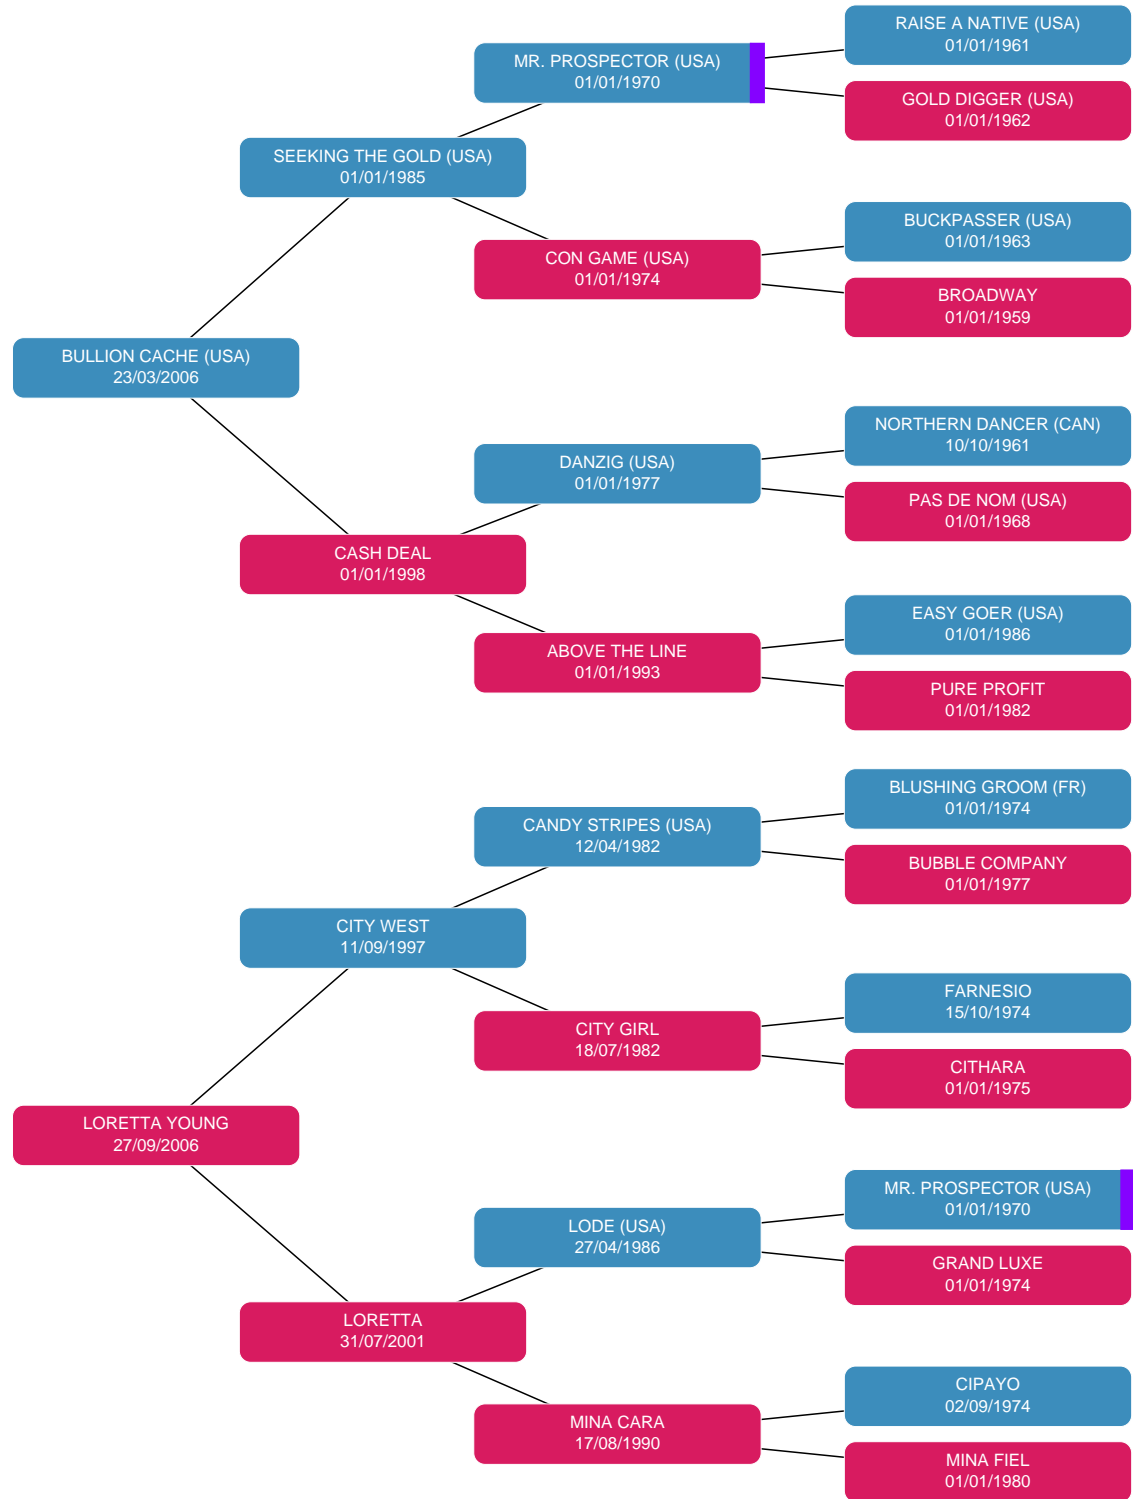 RAISE A NATIVE (USA)
01/01/1961
MR. PROSPECTOR (USA)
01/01/1970
GOLD DIGGER (USA)
01/01/1962
SEEKING THE GOLD (USA)
01/01/1985
BUCKPASSER (USA)
01/01/1963
CON GAME (USA)
01/01/1974
BROADWAY
01/01/1959
BULLION CACHE (USA)
23/03/2006
NORTHERN DANCER (CAN)
10/10/1961
DANZIG (USA)
01/01/1977
PAS DE NOM (USA)
01/01/1968
CASH DEAL
01/01/1998
EASY GOER (USA)
01/01/1986
ABOVE THE LINE
01/01/1993
PURE PROFIT
01/01/1982
BLUSHING GROOM (FR)
01/01/1974
CANDY STRIPES (USA)
12/04/1982
BUBBLE COMPANY
01/01/1977
CITY WEST
11/09/1997
FARNESIO
15/10/1974
CITY GIRL
18/07/1982
CITHARA
01/01/1975
LORETTA YOUNG
27/09/2006
MR. PROSPECTOR (USA)
01/01/1970
LODE (USA)
27/04/1986
GRAND LUXE
01/01/1974
LORETTA
31/07/2001
CIPAYO
02/09/1974
MINA CARA
17/08/1990
MINA FIEL
01/01/1980